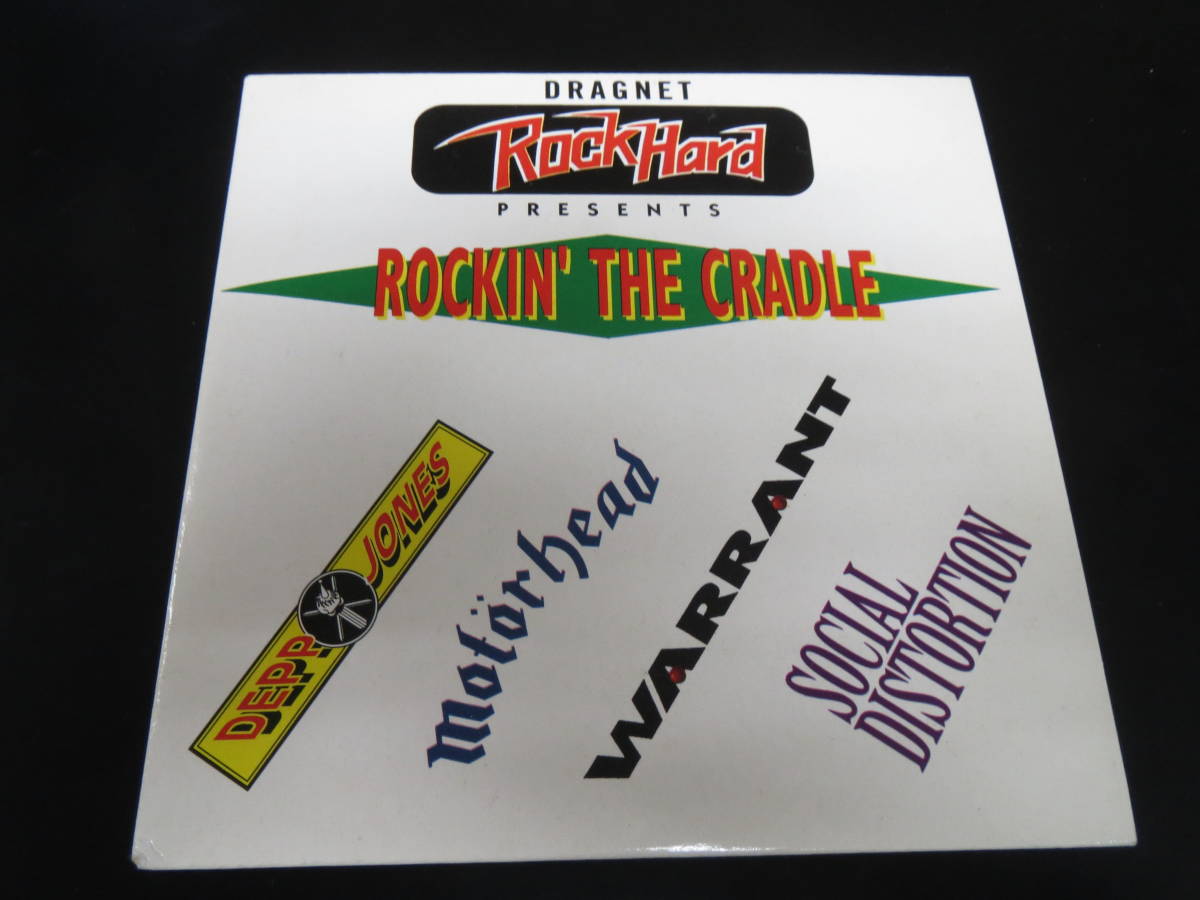 DRAGNET
RockHard
PRESENTS
ROCKIN' THE CRADLE
DEPP JONES
Motörhead
WARRANT
SOCIAL
DISTORTION